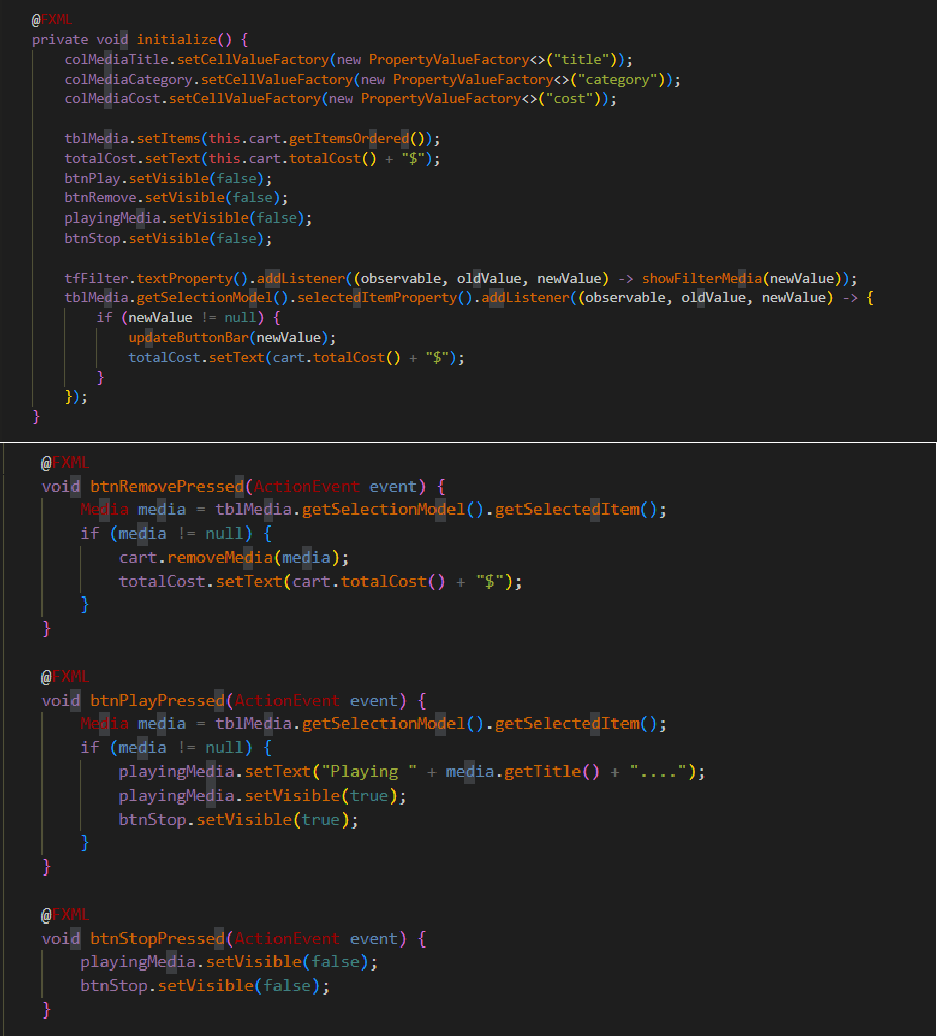 @FXML
private void initialize() {
    colMediaTitle.setCellValueFactory(new PropertyValueFactory<>("title"));
    colMediaCategory.setCellValueFactory(new PropertyValueFactory<>("category"));
    colMediaCost.setCellValueFactory(new PropertyValueFactory<>("cost"));

    tblMedia.setItems(this.cart.getItemsOrdered());
    totalCost.setText(this.cart.totalCost() + "$");
    btnPlay.setVisible(false);
    btnRemove.setVisible(false);
    playingMedia.setVisible(false);
    btnStop.setVisible(false);

    tfFilter.textProperty().addListener((observable, oldValue, newValue) -> showFilterMedia(newValue));
    tblMedia.getSelectionModel().selectedItemProperty().addListener((observable, oldValue, newValue) -> {
        if (newValue != null) {
            updateButtonBar(newValue);
            totalCost.setText(cart.totalCost() + "$");
        }
    });
}
@FXML
void btnRemovePressed(ActionEvent event) {
    Media media = tblMedia.getSelectionModel().getSelectedItem();
    if (media != null) {
        cart.removeMedia(media);
        totalCost.setText(cart.totalCost() + "$");
    }
}

@FXML
void btnPlayPressed(ActionEvent event) {
    Media media = tblMedia.getSelectionModel().getSelectedItem();
    if (media != null) {
        playingMedia.setText("Playing " + media.getTitle() + "....");
        playingMedia.setVisible(true);
        btnStop.setVisible(true);
    }
}

@FXML
void btnStopPressed(ActionEvent event) {
    playingMedia.setVisible(false);
    btnStop.setVisible(false);
}